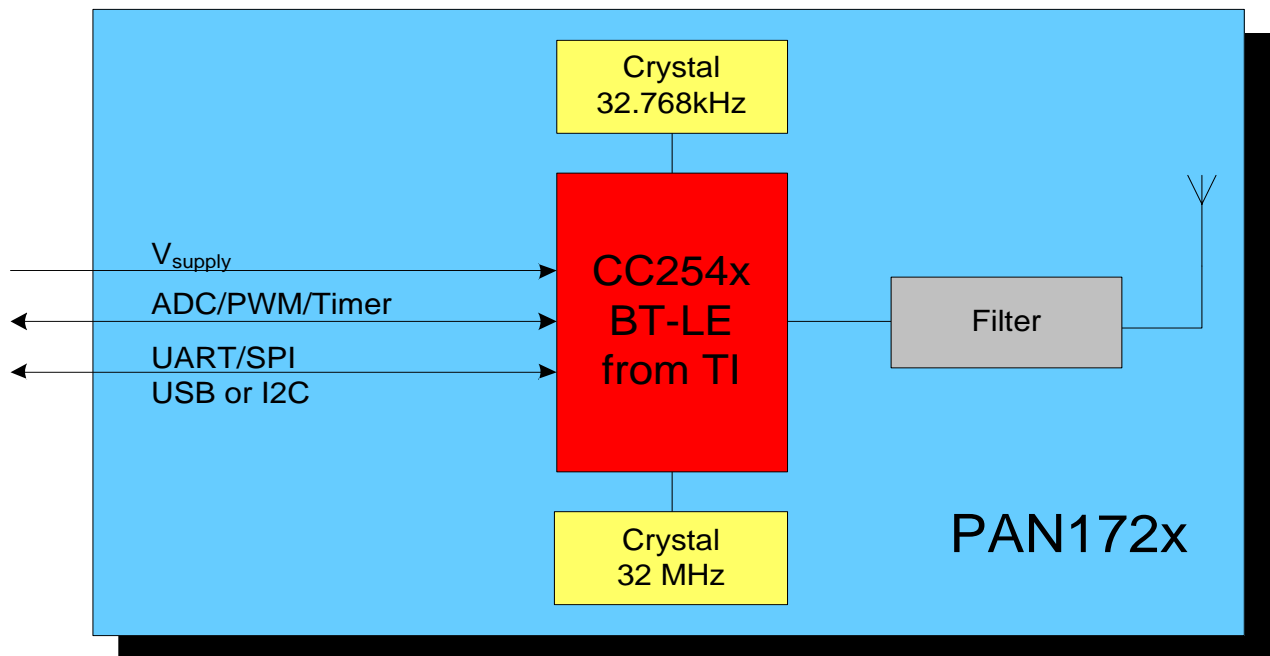 Crystal
32.768kHz
Vsupply
ADC/PWM/Timer
UART/SPI
USB or I2C
CC254x
BT-LE
from TI
Filter
Crystal
32 MHz
PAN172x